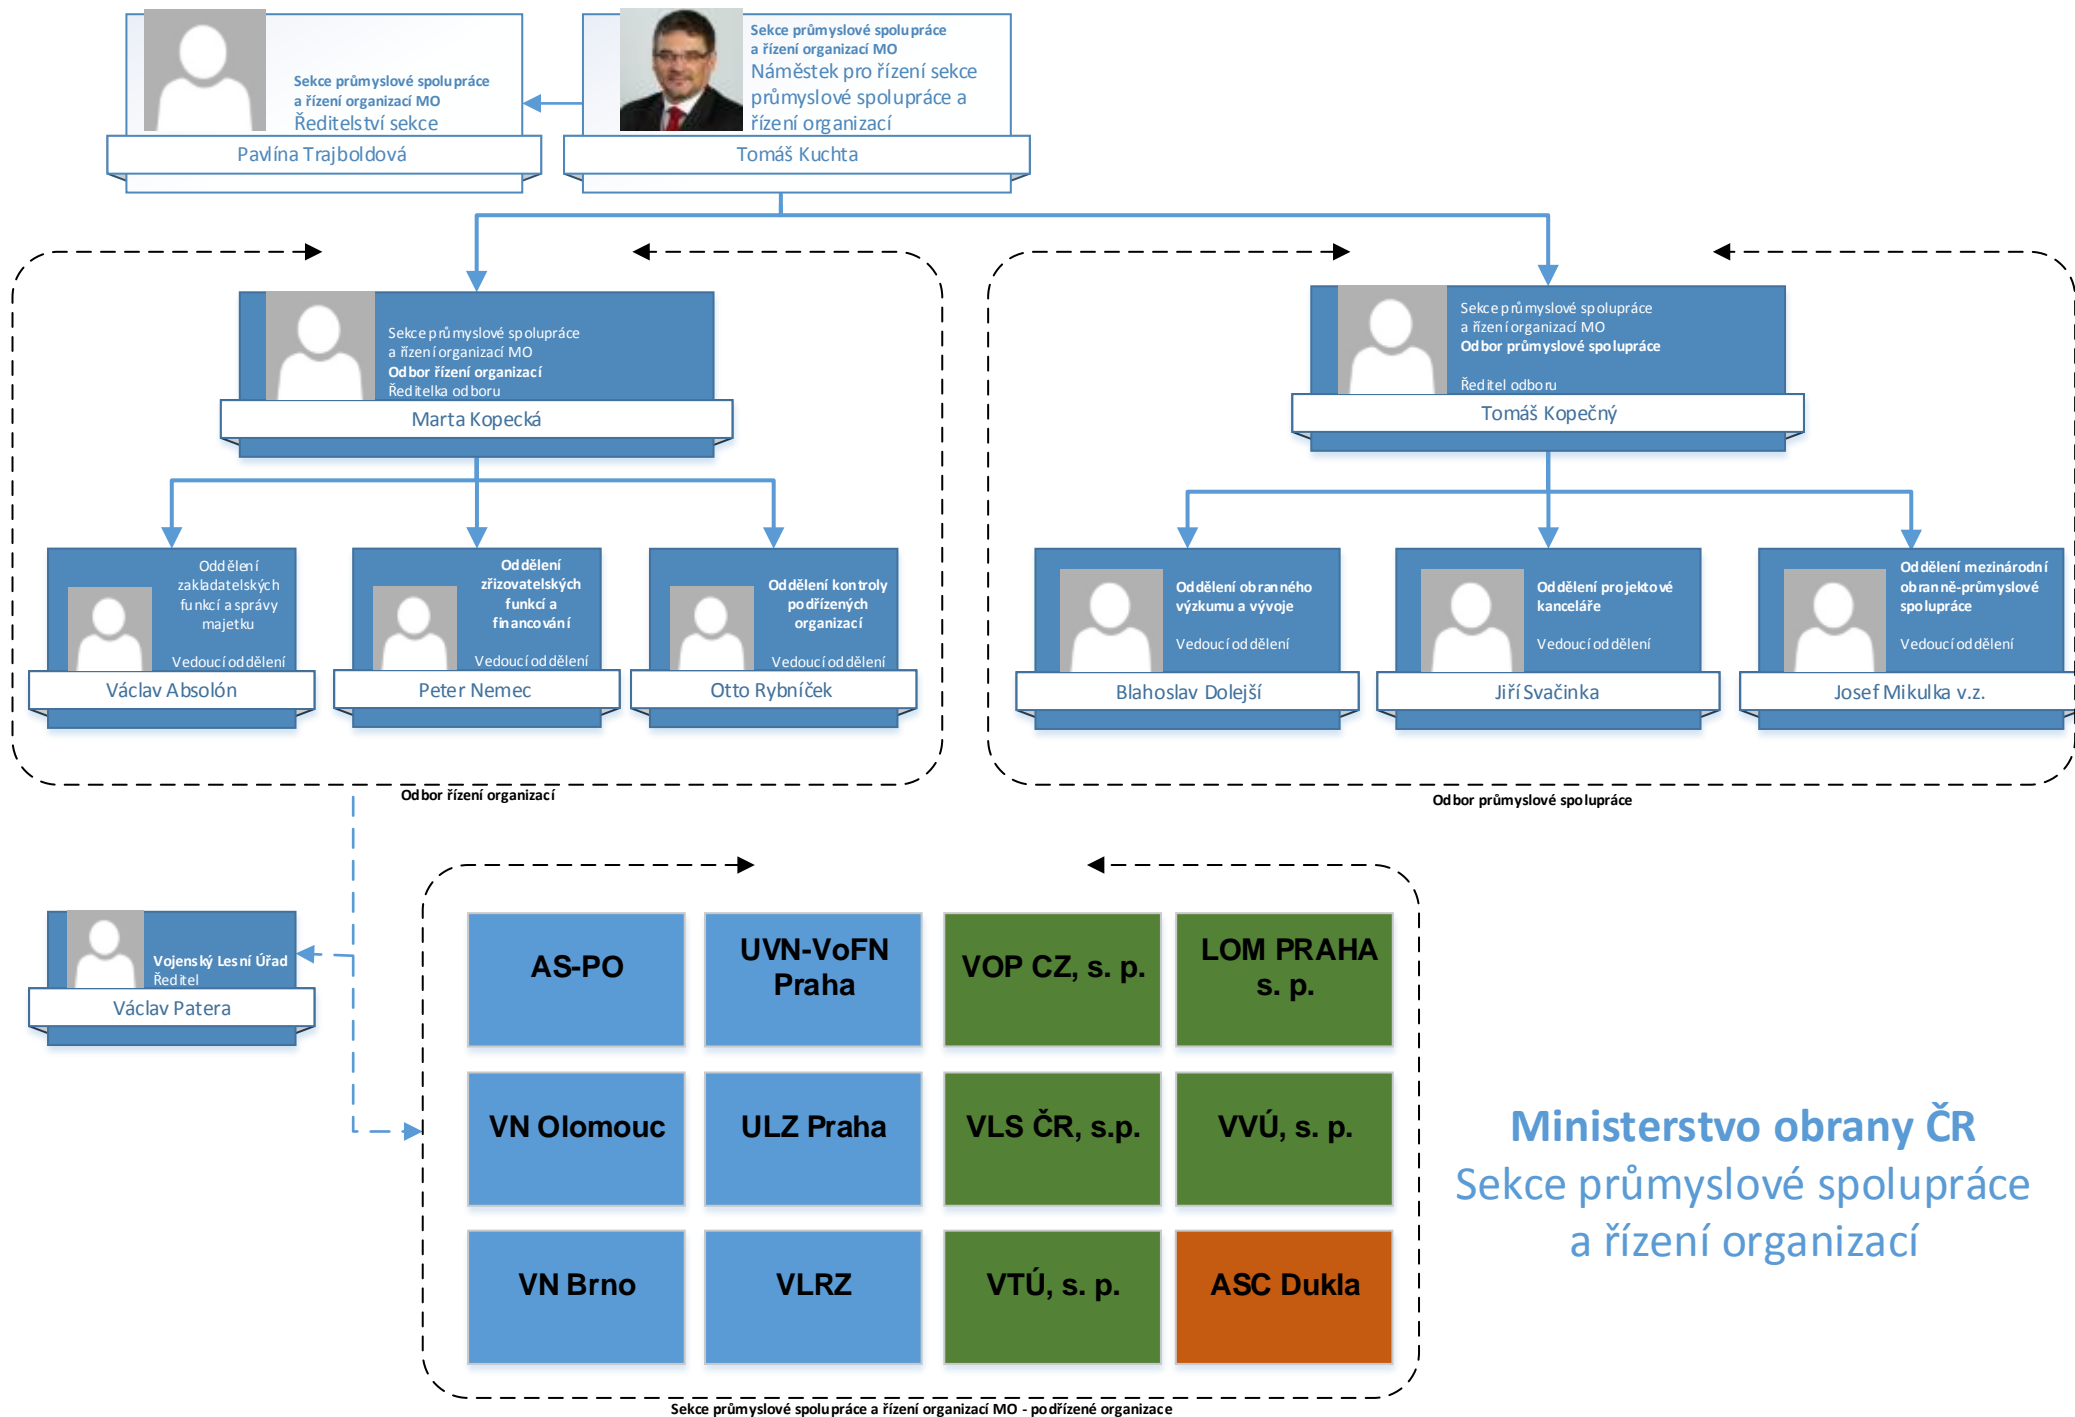 Sekce průmyslové spolupráce
a řízení organizací MO
Ředitelství sekce
Pavlína Trajboldová
Sekce průmyslové spolupráce
a řízení organizací MO
Náměstek pro řízení sekce
průmyslové spolupráce a
řízení organizací
Tomáš Kuchta
Sekce průmyslové spolupráce
a řízení organizací MO
Odbor řízení organizací
Ředitelka odboru
Marta Kopecká
Sekce průmyslové spolupráce
a řízení organizací MO
Odbor průmyslové spolupráce
Ředitel odboru
Tomáš Kopečný
Oddělení
zakladatelských
funkcí a správy
majetku
Vedoucí oddělení
Václav Absolón
Oddělení
zřizovatelských
funkcí a
financování
Vedoucí oddělení
Peter Nemec
Oddělení kontroly
podřízených
organizací
Vedoucí oddělení
Otto Rybníček
Oddělení obranného
výzkumu a vývoje
Vedoucí oddělení
Blahoslav Dolejší
Oddělení projektové
kanceláře
Vedoucí oddělení
Jiří Svačinka
Oddělení mezinárodní
obranně-průmyslové
spolupráce
Vedoucí oddělení
Josef Mikulka v.z.
Odbor řízení organizací
Odbor průmyslové spolupráce
Vojenský Lesní Úřad
Ředitel
Václav Patera
AS-PO
UVN-VoFN
Praha
VOP CZ, s. p.
LOM PRAHA
s. p.
VN Olomouc
ULZ Praha
VLS ČR, s.p.
VVÚ, s. p.
VN Brno
VLRZ
VTÚ, s. p.
ASC Dukla
Sekce průmyslové spolupráce a řízení organizací MO - podřízené organizace
Ministerstvo obrany ČR
Sekce průmyslové spolupráce
a řízení organizací